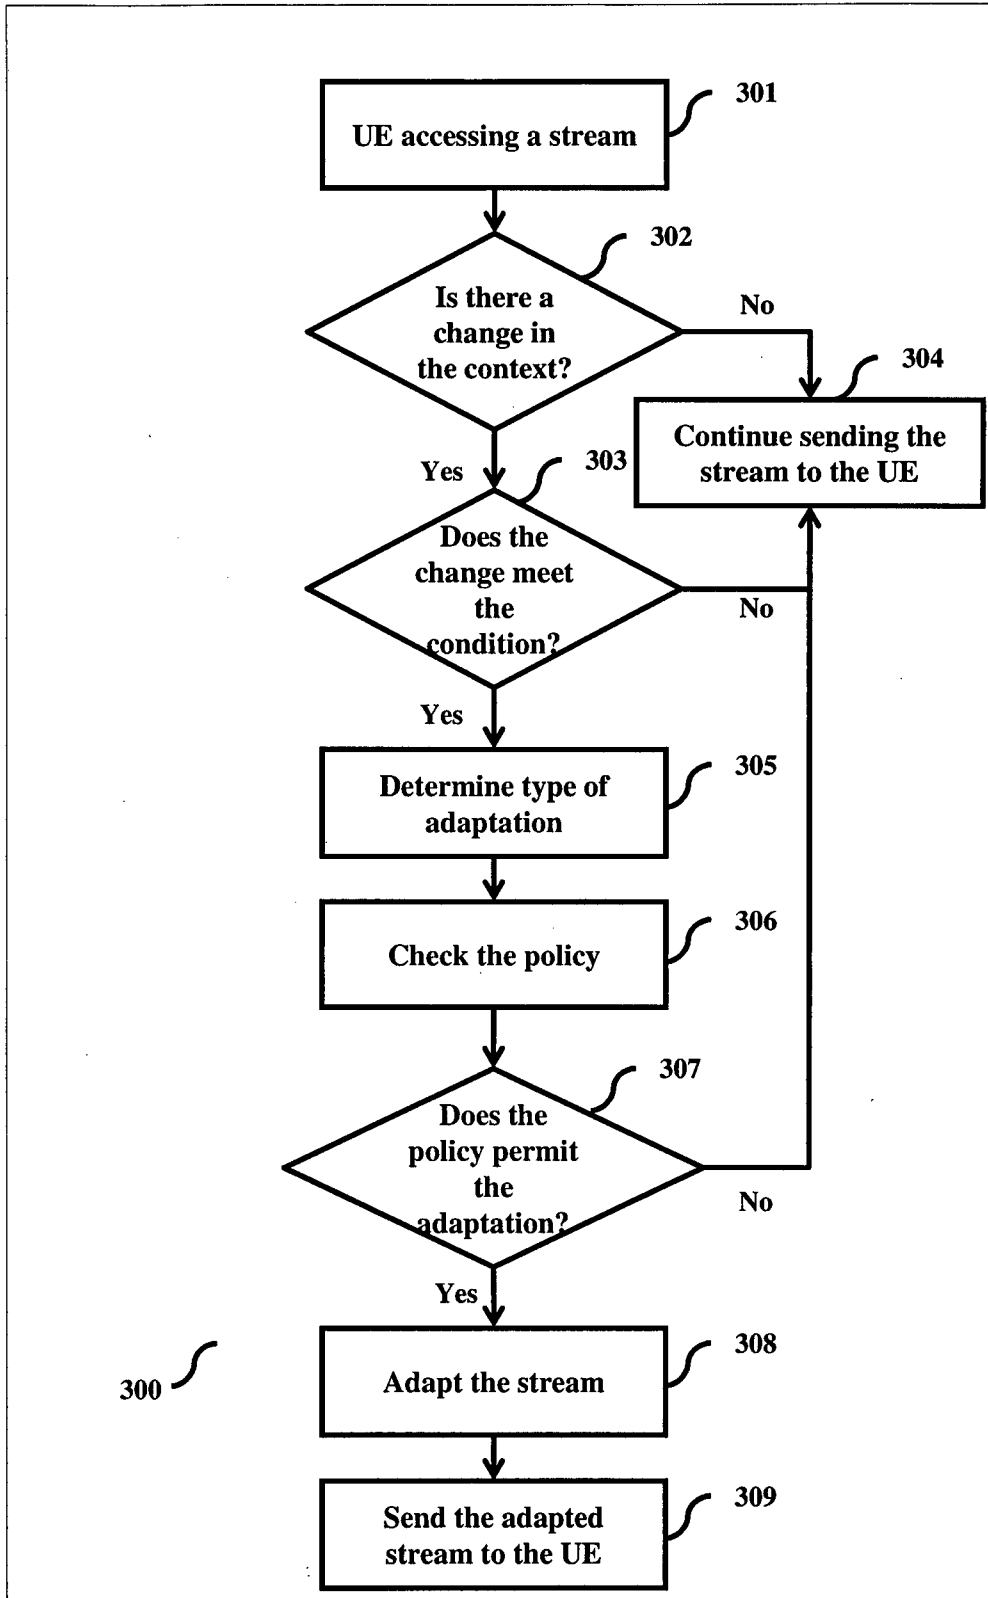 301
UE accessing a stream
302
Is there a
change in
the context?
No
304
Continue sending the
stream to the UE
Yes
303
Does the
change meet
the
condition?
No
Yes
305
Determine type of
adaptation
306
Check the policy
307
Does the
policy permit
the
adaptation?
No
Yes
308
Adapt the stream
300
309
Send the adapted
stream to the UE